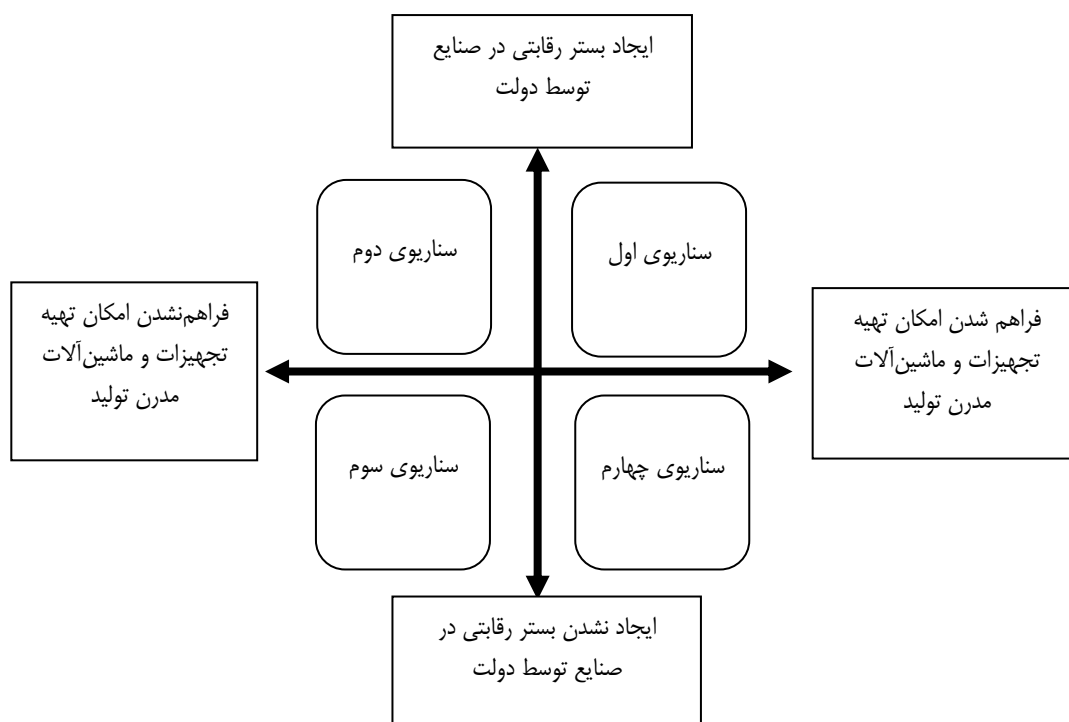 ایجاد بستر رقابتی در صنایع
توسط دولت
سناریوی اول
سناریوی دوم
فراهم شدن امکان تهیه
تجهیزات و ماشین‌آلات
مدرن تولید
فراهم‌نشدن امکان تهیه
تجهیزات و ماشین‌آلات
مدرن تولید
سناریوی چهارم
سناریوی سوم
ایجاد نشدن بستر رقابتی در
صنایع توسط دولت